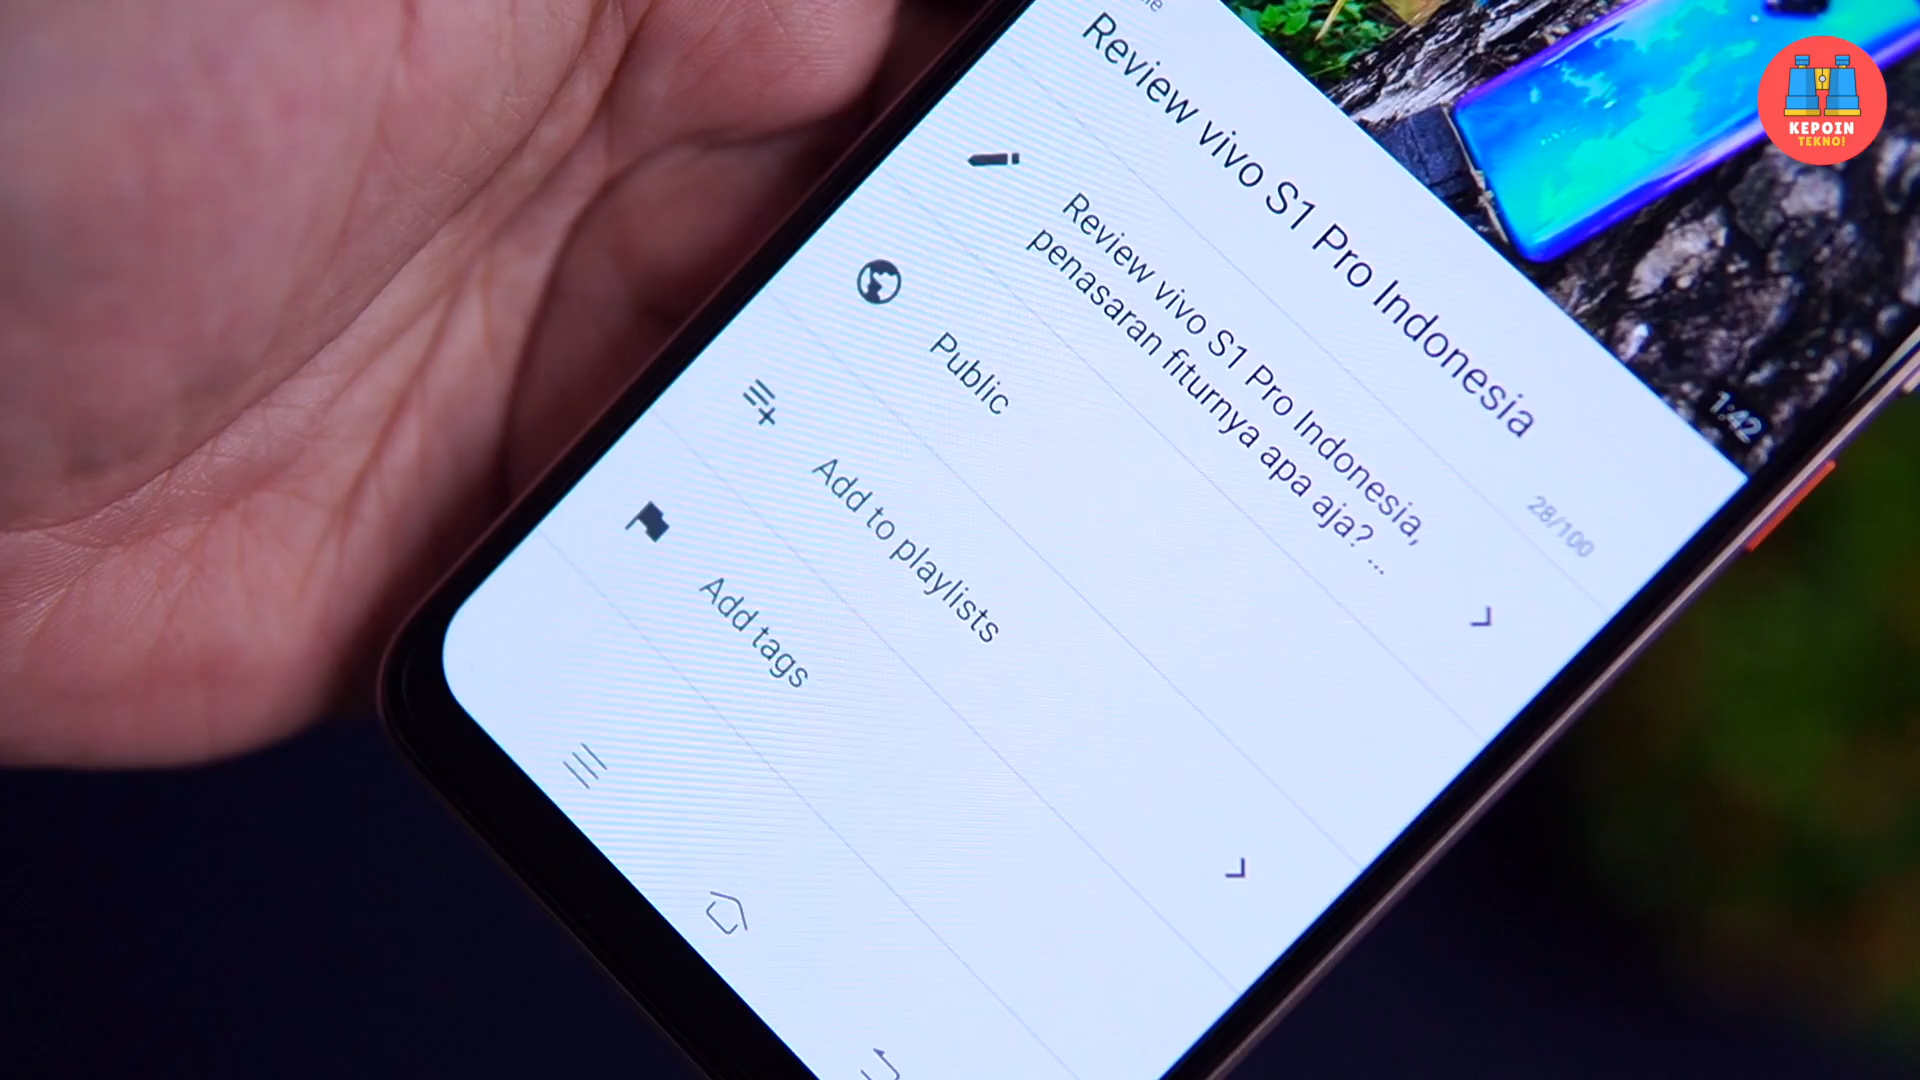 Review vivo S1 Pro Indonesia
28/100
Review vivo S1 Pro Indonesia,
penasaran fiturnya apa aja? ...
Public
Add to playlists
Add tags
1:42
KEPOIN
TEKNO!